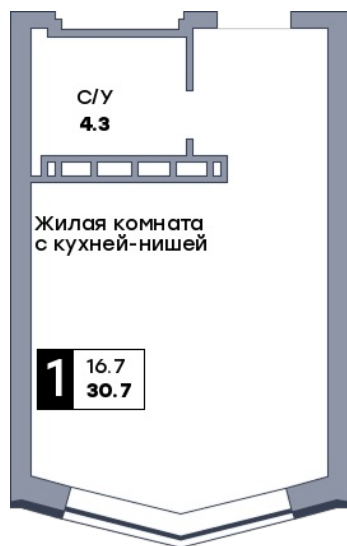 С/У
4.3
Жилая комната
с кухней-нишей
1
16.7
30.7